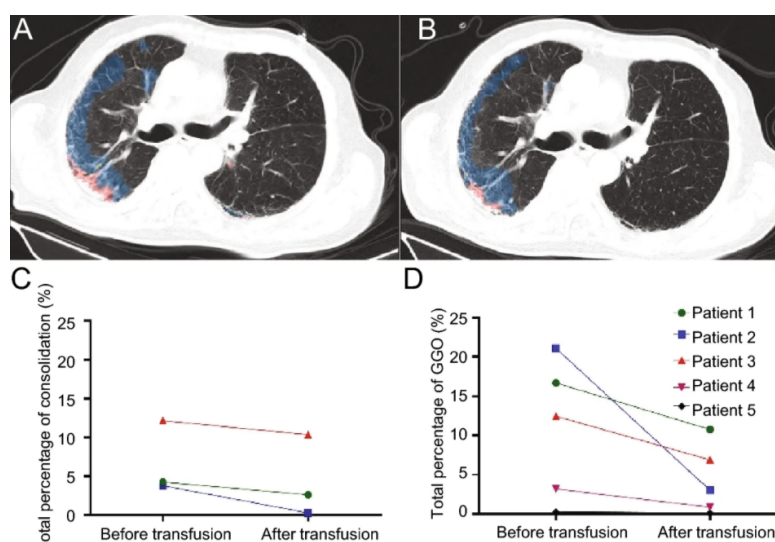 A
B
C
D
otal percentage of consolidation (%)
25
20
15
10
5
0
Before transfusion
After transfusion
Total percentage of GGO (%)
25
20
15
10
5
0
Before transfusion
After transfusion
Patient 1
Patient 2
Patient 3
Patient 4
Patient 5